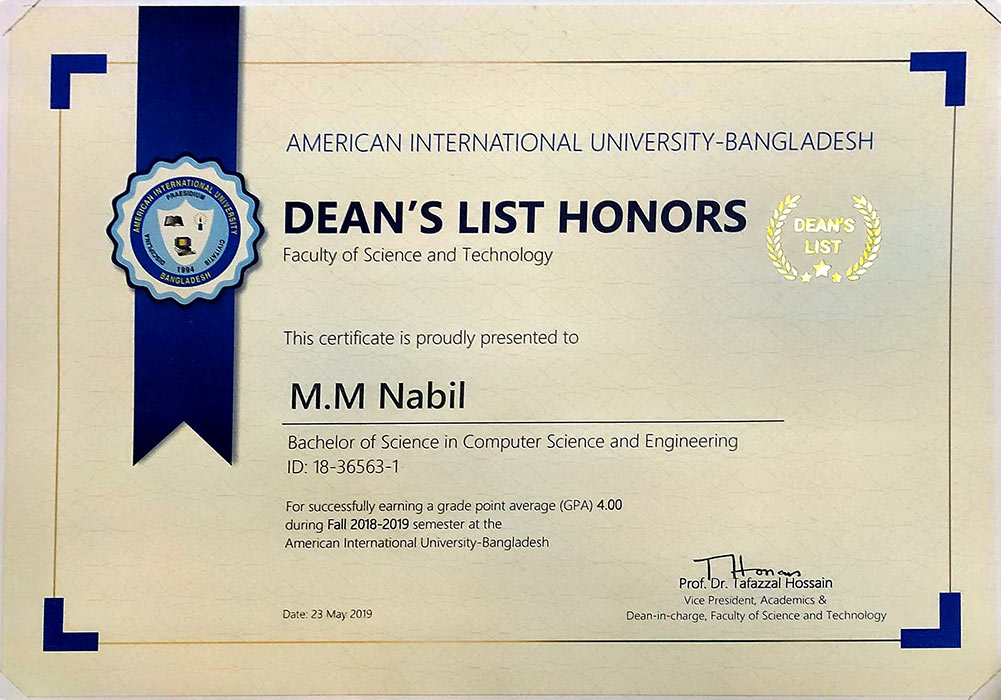 AMERICAN INTERNATIONAL UNIVERSITY-BANGLADESH
AMERICAN INTERNATIONAL UNIVERSITY
PRAESIDIUM
DISCIPLINA
CIVITATIS
1994
BANGLADESH
DEAN'S LIST HONORS
DEAN'S
LIST
Faculty of Science and Technology
This certificate is proudly presented to
M.M Nabil
Bachelor of Science in Computer Science and Engineering
ID: 18-36563-1
For successfully earning a grade point average (GPA) 4.00
during Fall 2018-2019 semester at the
American International University-Bangladesh
Prof. Dr. Tafazzal Hossain
Vice President, Academics &
Date: 23 May 2019
Dean-in-charge, Faculty of Science and Technology